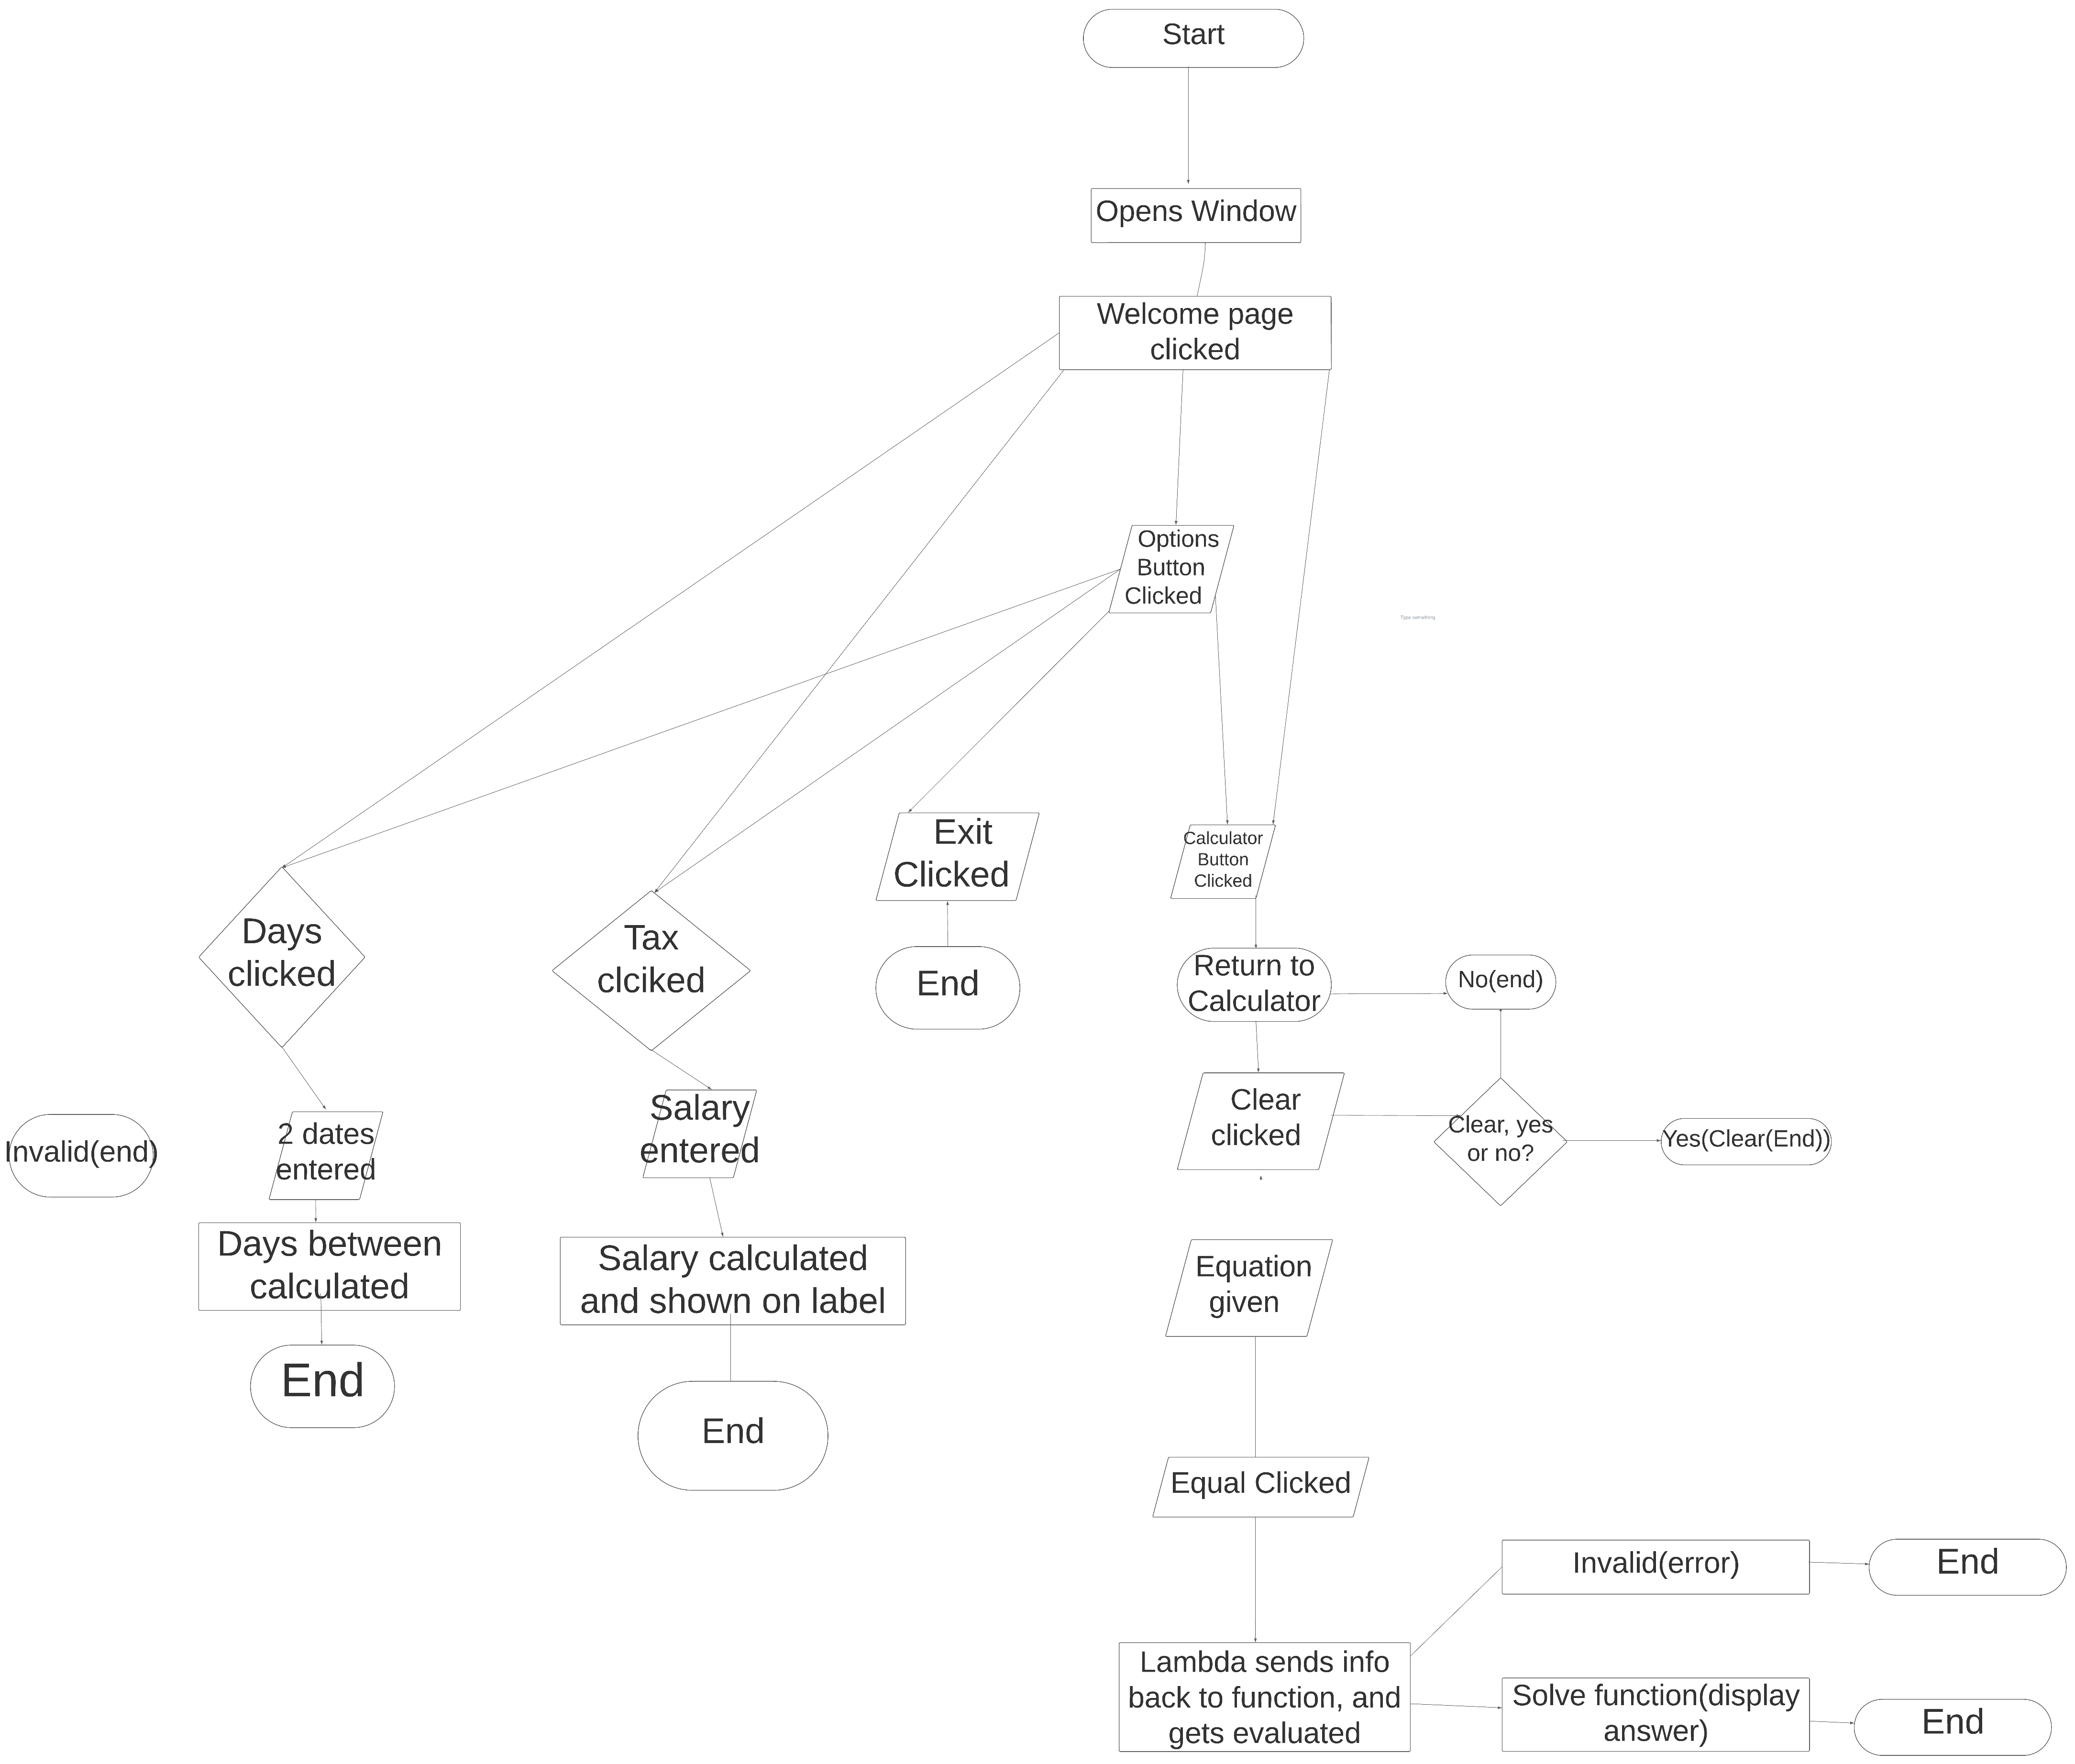 Start
Opens Window
Welcome page
clicked
Options
Button
Clicked
Type something
Exit
Clicked
Calculator
Button
Clicked
Days
clicked
Tax
clciked
End
Return to
Calculator
No(end)
Invalid(end)
2 dates
entered
Salary
entered
Clear
clicked
Clear, yes
or no?
Yes(Clear(End))
Days between
calculated
Salary calculated
and shown on label
Equation
given
End
End
Equal Clicked
Invalid(error)
End
Lambda sends info
back to function, and
gets evaluated
Solve function(display
answer)
End